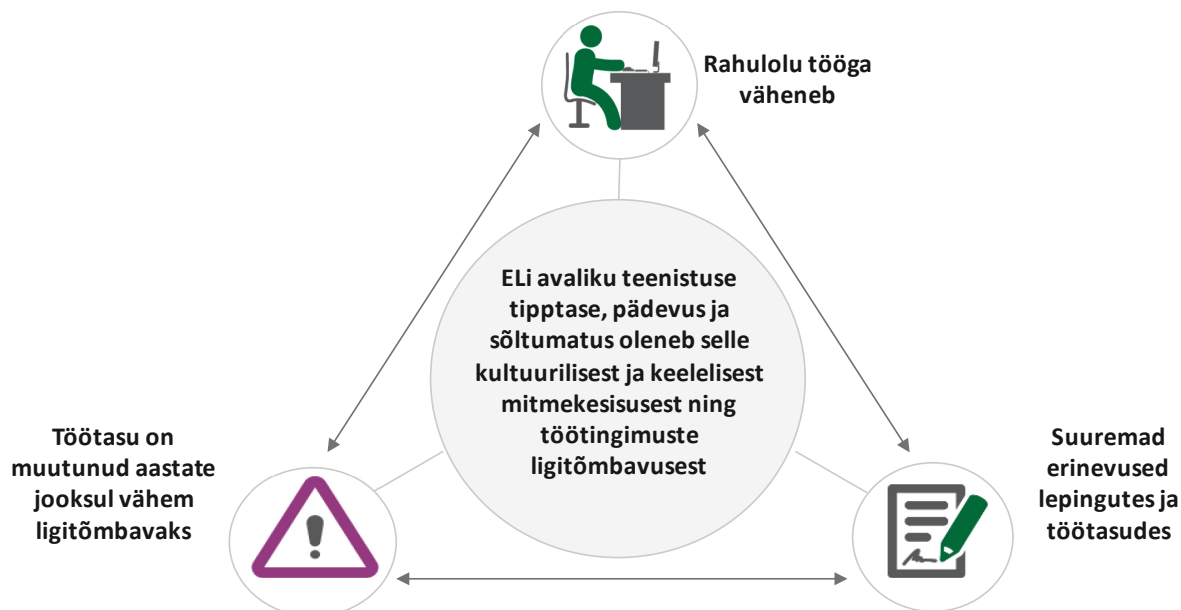 Rahulolu tööga
väheneb
ELi avaliku teenistuse
tipptase, pädevus ja
sõltumatus oleneb selle
kultuurilisest ja keelelisest
mitmekesisusest ning
töötingimuste
ligitõmbavusest
Töötasu on
muutunud aastate
jooksul vähem
ligitõmbavaks
Suuremad
erinevused
lepingutes ja
töötasudes